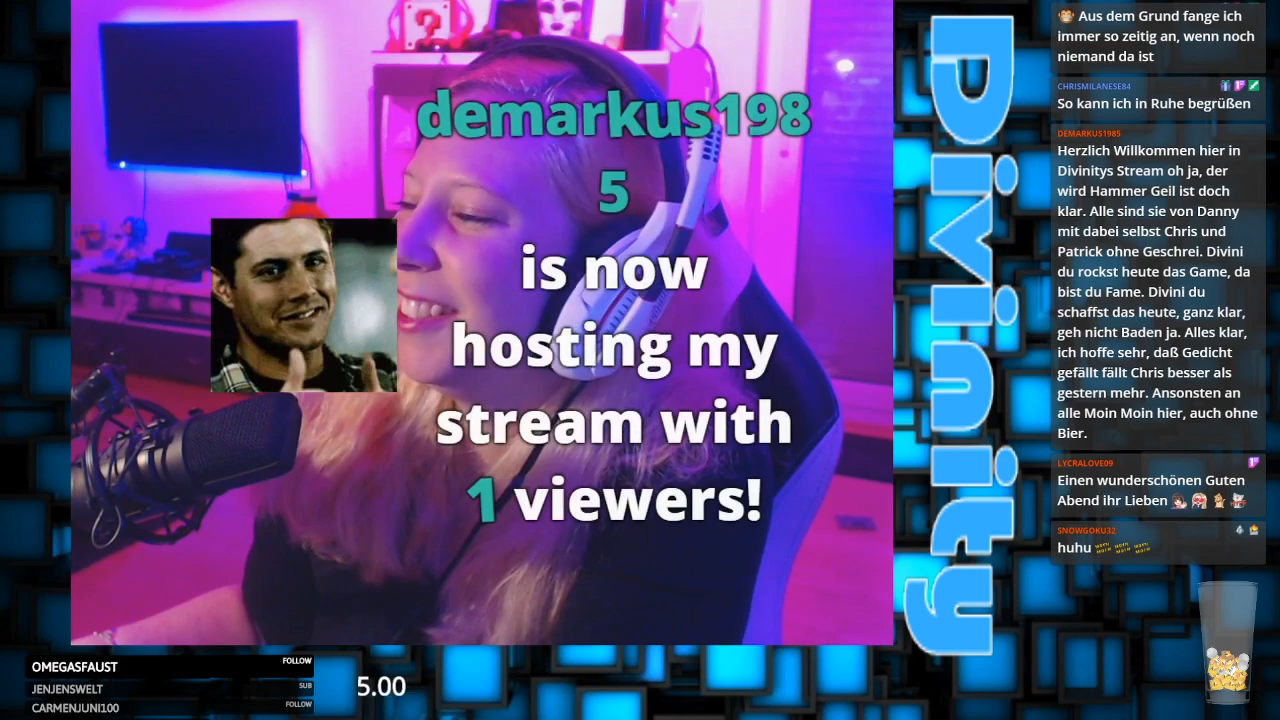 demarkus198
5
is now
hosting my
stream with
1 viewers!
Divinity
Aus dem Grund fange ich
immer so zeitig an, wenn noch
niemand da ist
CHRISMILANESE84
So kann ich in Ruhe begrüßen
DEMARKUS1985
Herzlich Willkommen hier in
Divinitys Stream oh ja, der
wird Hammer Geil ist doch
klar. Alle sind sie von Danny
mit dabei selbst Chris und
Patrick ohne Geschrei. Divini
du rockst heute das Game, da
bist du Fame. Divini du
schaffst das heute, ganz klar,
geh nicht Baden ja. Alles klar,
ich hoffe sehr, daß Gedicht
gefällt fällt Chris besser als
gestern mehr. Ansonsten an
alle Moin Moin hier, auch ohne
Bier.
LYCRALOVE09
Einen wunderschönen Guten
Abend ihr Lieben
SNOWGOKU32
huhu
OMEGASFAUST FOLLOW
JENJENSWELT SUB
CARMENJUNI100 FOLLOW
5.00